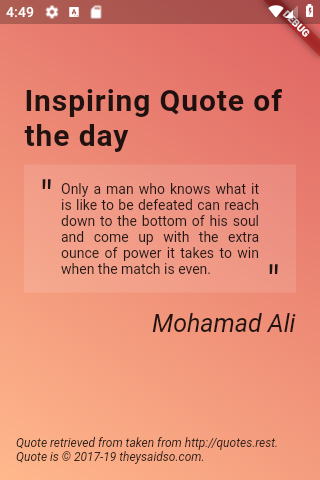 4:49
DEBUG
Inspiring Quote of
the day
"
Only a man who knows what it
is like to be defeated can reach
down to the bottom of his soul
and come up with the extra
ounce of power it takes to win
when the match is even.
"
Mohamad Ali
Quote retrieved from taken from http://quotes.rest.
Quote is © 2017-19 theysaidso.com.